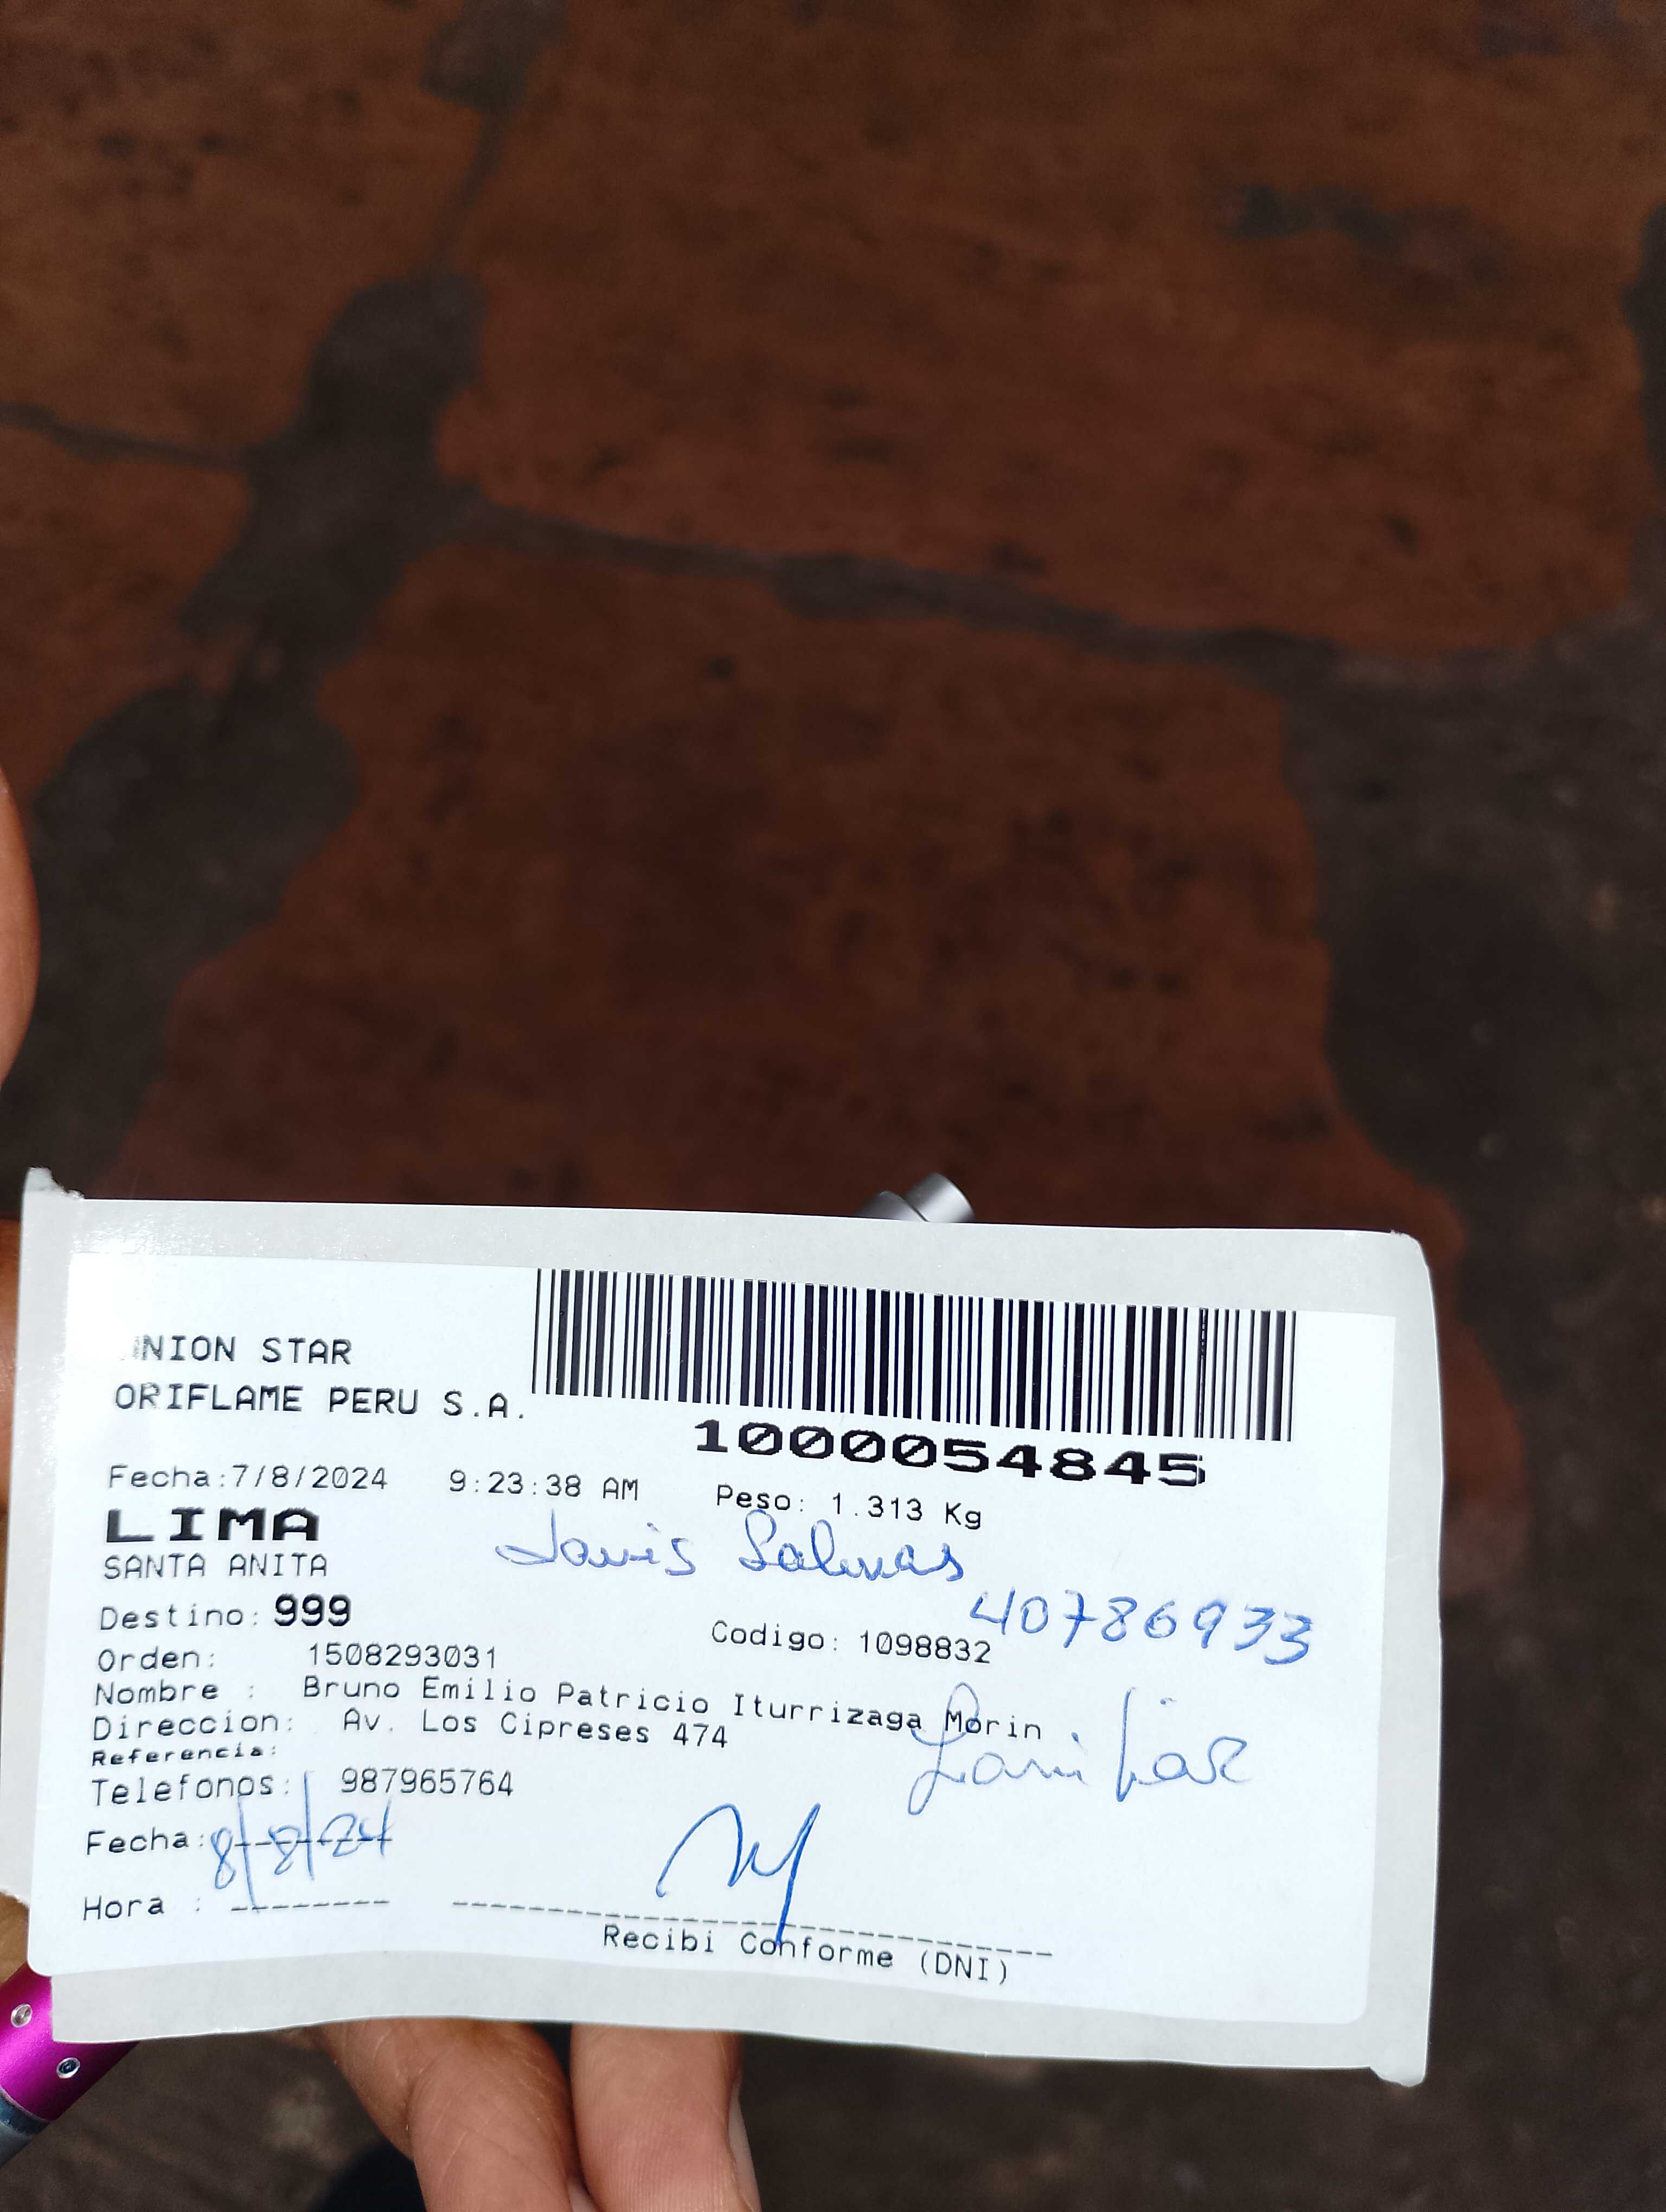 UNION STAR
ORIFLAME PERU S.A.
1000054845
Fecha:7/8/2024 9:23:38 AM Peso: 1.313 Kg
LIMA
SANTA ANITA
Salinas
40786933
Destino: 999
Codigo: 1098832
Orden: 1508293031
Nombre : Bruno Emilio Patricio Iturrizaga Morin
Direccion: Av. Los Cipreses 474
Referencia:
Telefonos: 987965764
Fecha: 8/8/24
Hora : --------
Recibi Conforme (DNI)